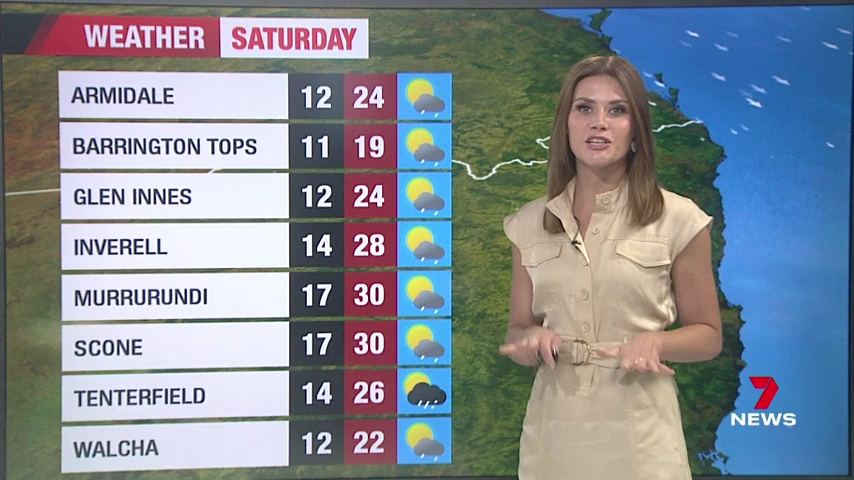 WEATHER SATURDAY
ARMIDALE 12 24
BARRINGTON TOPS 11 19
GLEN INNES 12 24
INVERELL 14 28
MURRURUNDI 17 30
SCONE 17 30
TENTERFIELD 14 26
WALCHA 12 22
7
NEWS